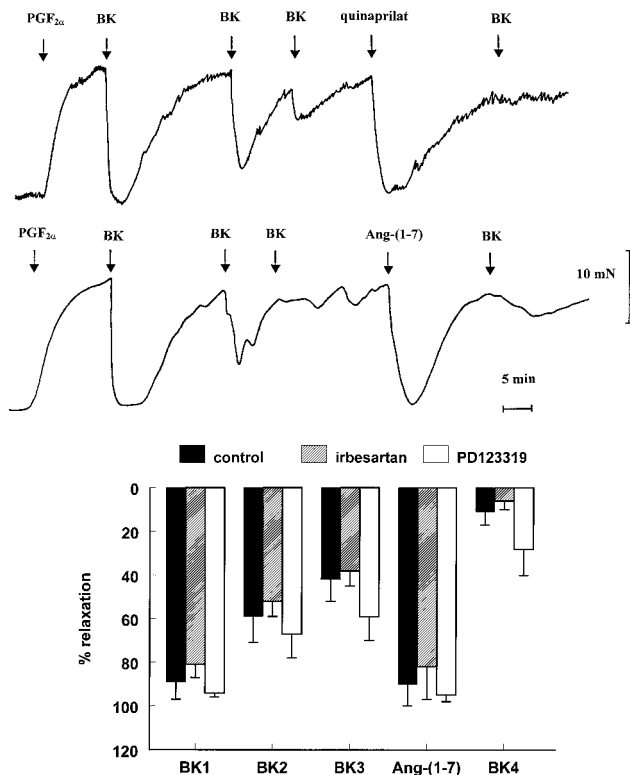 PGF2α BK BK BK quinaprilat BK
PGF2α BK BK BK Ang-(1-7) BK
10 mN
5 min
control irbesartan PD123319
0
20
40
60
80
100
120
% relaxation
BK1 BK2 BK3 Ang-(1-7) BK4